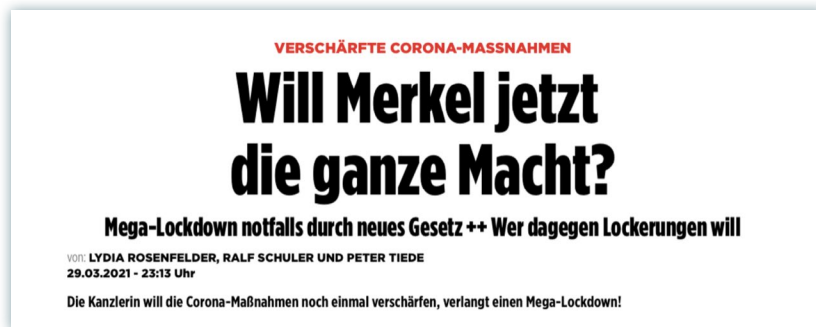 VERSCHÄRFTE CORONA-MASSNAHMEN
Will Merkel jetzt
die ganze Macht?
Mega-Lockdown notfalls durch neues Gesetz ++ Wer dagegen Lockerungen will
von: LYDIA ROSENFELDER, RALF SCHULER UND PETER TIEDE
29.03.2021 - 23:13 Uhr
Die Kanzlerin will die Corona-Maßnahmen noch einmal verschärfen, verlangt einen Mega-Lockdown!